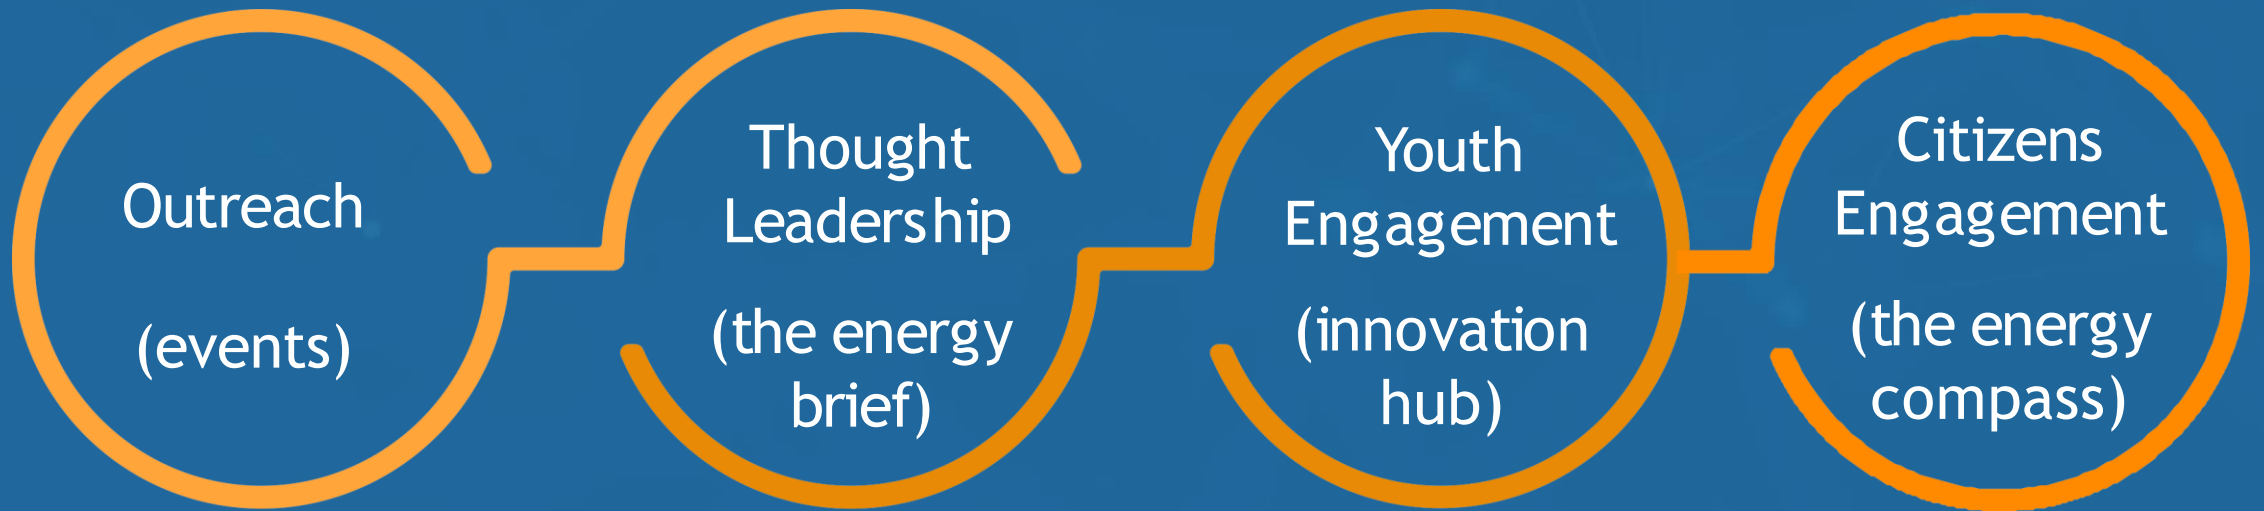 Outreach
(events)
Thought
Leadership
(the energy
brief)
Youth
Engagement
(innovation
hub)
Citizens
Engagement
(the energy
compass)